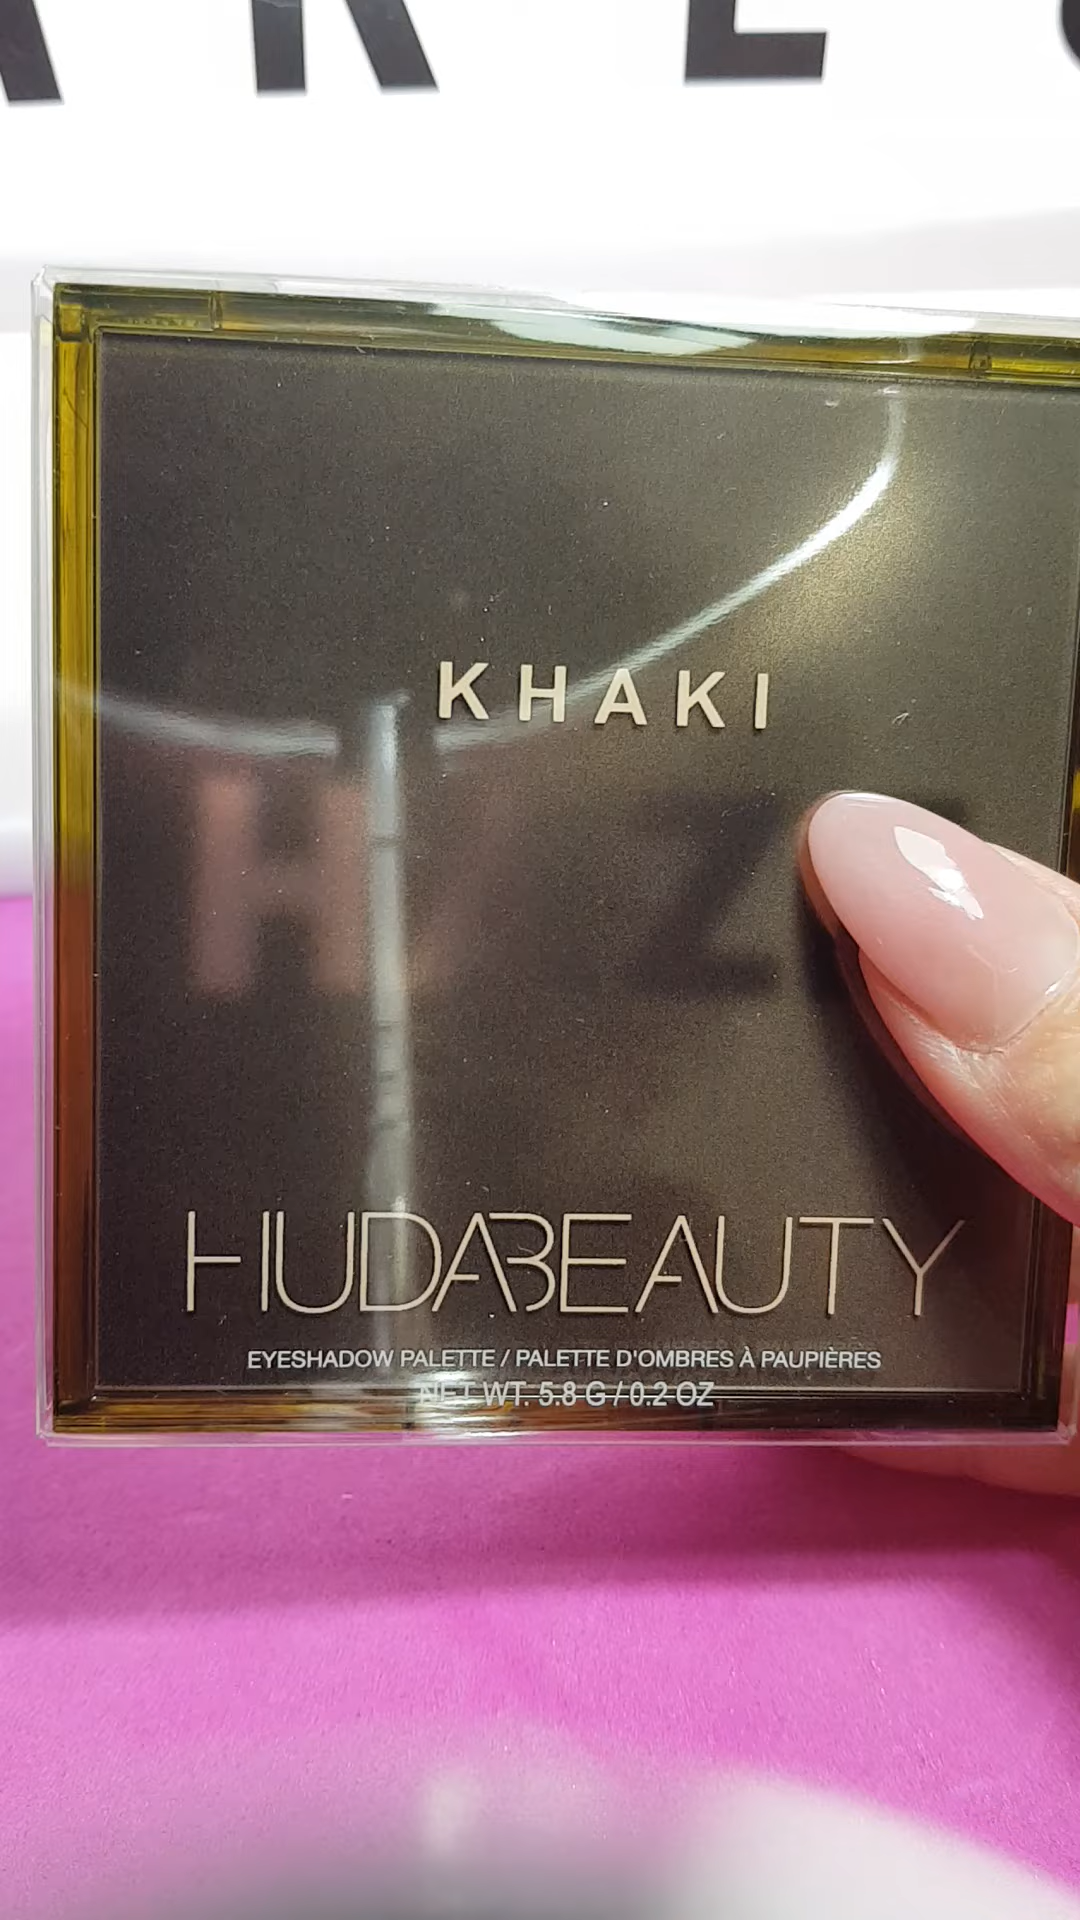 KHAKI
HUDABEAUTY
EYESHADOW PALETTE / PALETTE D'OMBRES À PAUPIÈRES
NET WT. 5.8 G / 0.2 OZ